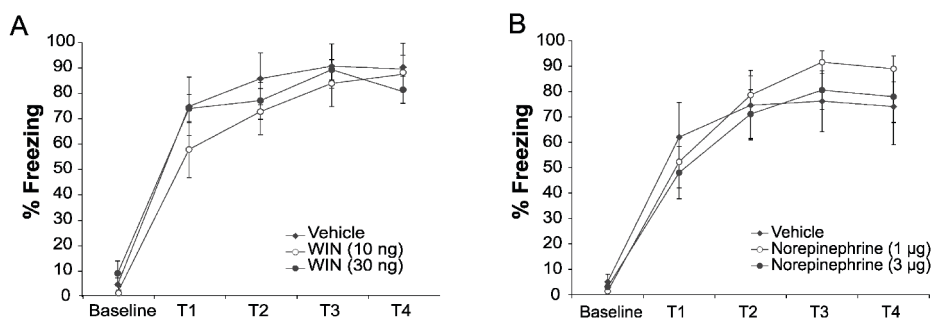 A
% Freezing
100
90
80
70
60
50
40
30
20
10
0
Vehicle
WIN (10 ng)
WIN (30 ng)
Baseline T1 T2 T3 T4
B
% Freezing
100
90
80
70
60
50
40
30
20
10
0
Vehicle
Norepinephrine (1 µg)
Norepinephrine (3 µg)
Baseline T1 T2 T3 T4